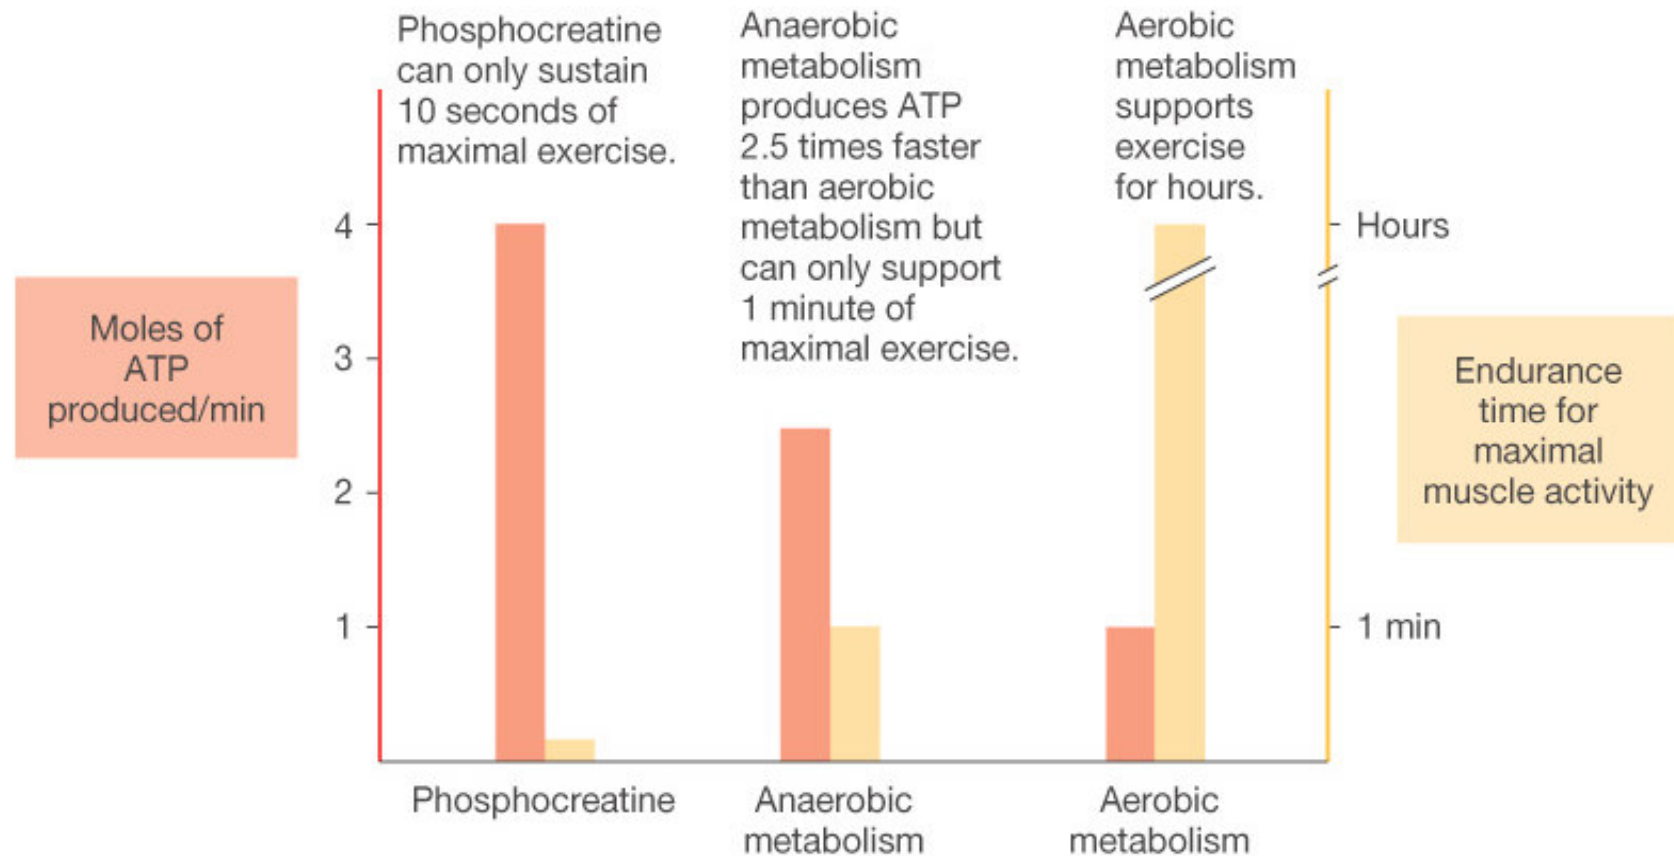 Phosphocreatine
can only sustain
10 seconds of
maximal exercise.
Anaerobic
metabolism
produces ATP
2.5 times faster
than aerobic
metabolism but
can only support
1 minute of
maximal exercise.
Aerobic
metabolism
supports
exercise
for hours.
Moles of
ATP
produced/min
4
3
2
1
Hours
1 min
Endurance
time for
maximal
muscle activity
Phosphocreatine
Anaerobic
metabolism
Aerobic
metabolism